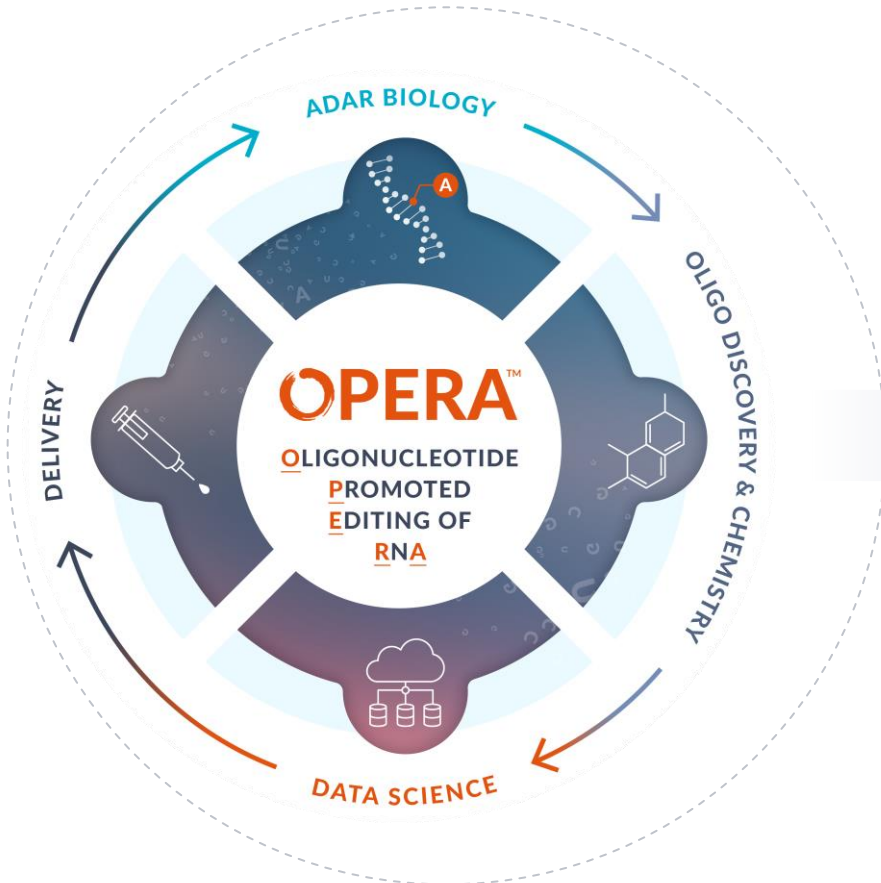 ADAR BIOLOGY
A
OLIGO DISCOVERY & CHEMISTRY
DELIVERY
OPERA™
OLIGONUCLEOTIDE
PROMOTED
EDITING OF
RNA
DATA SCIENCE